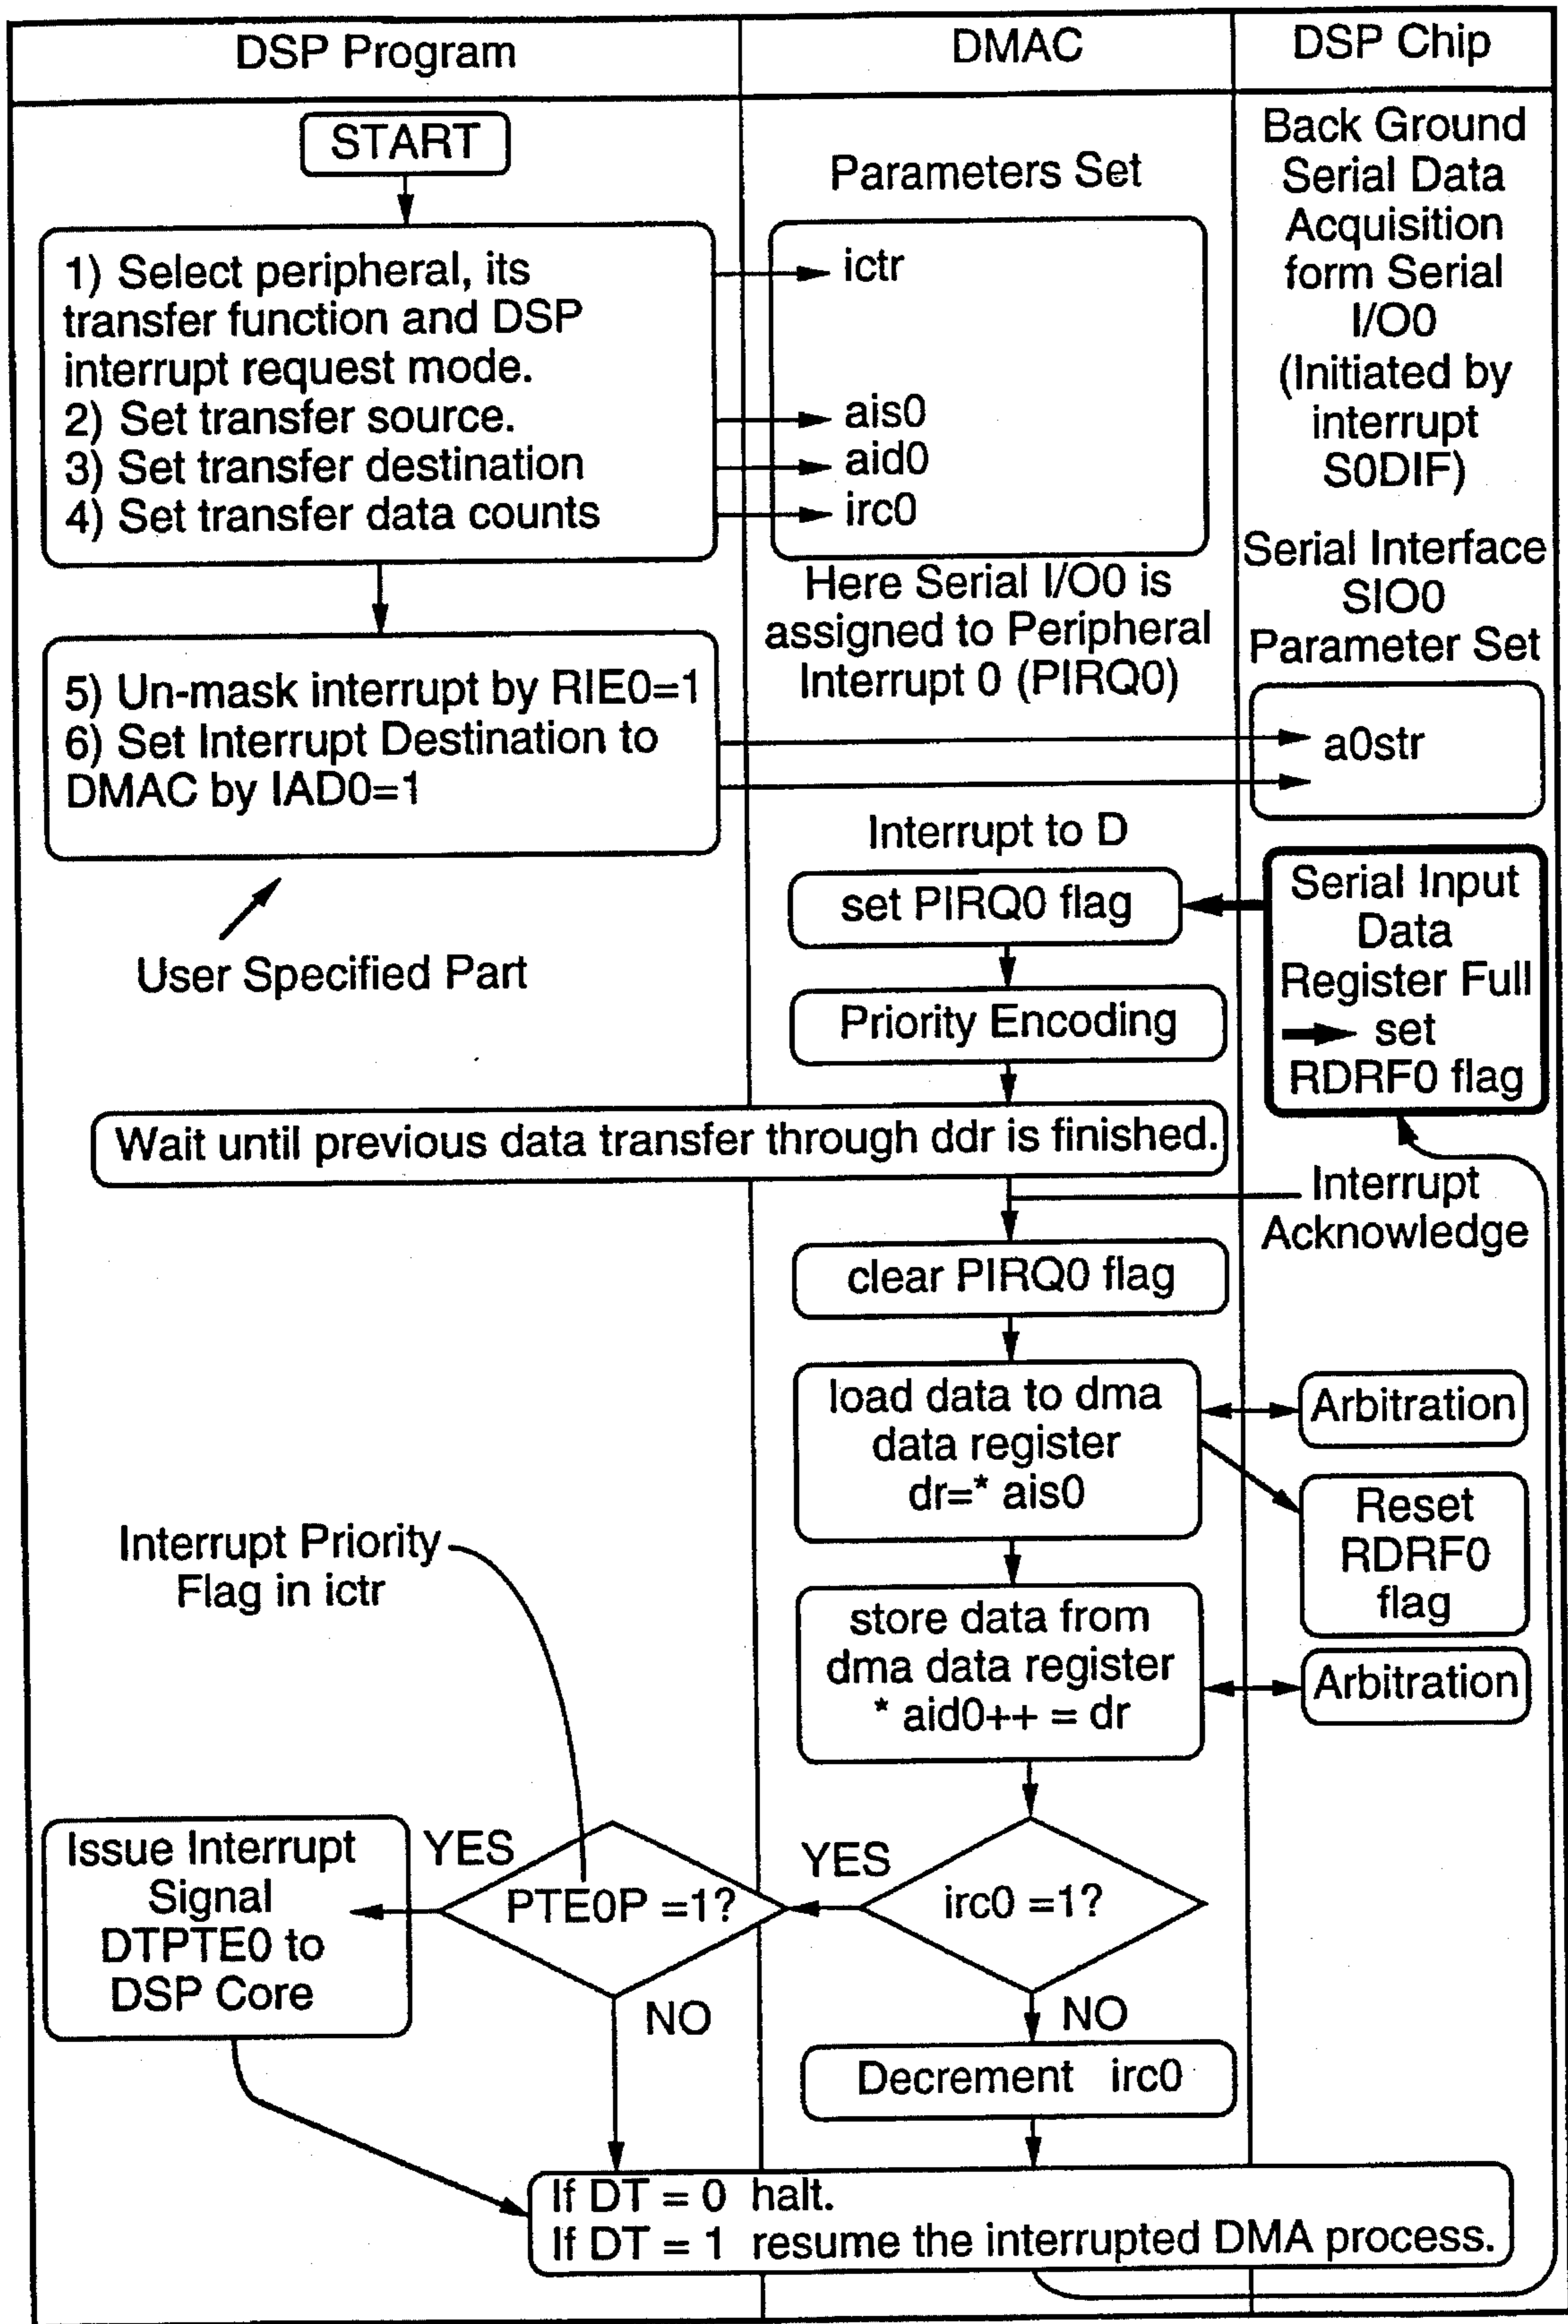 DSP Program
DMAC
DSP Chip
START
1) Select peripheral, its
transfer function and DSP
interrupt request mode.
2) Set transfer source.
3) Set transfer destination
4) Set transfer data counts
Parameters Set
ictr
ais0
aid0
irc0
Here Serial I/O0 is
assigned to Peripheral
Interrupt 0 (PIRQ0)
Back Ground
Serial Data
Acquisition
form Serial
I/O0
(Initiated by
interrupt
S0DIF)
Serial Interface
SIO0
Parameter Set
a0str
5) Un-mask interrupt by RIE0=1
6) Set Interrupt Destination to
DMAC by IAD0=1
User Specified Part
Interrupt to D
set PIRQ0 flag
Serial Input
Data
Register Full
set
RDRF0 flag
Priority Encoding
Wait until previous data transfer through ddr is finished.
Interrupt
Acknowledge
clear PIRQ0 flag
load data to dma
data register
dr=* ais0
Arbitration
Reset
RDRF0
flag
store data from
dma data register
* aid0++ = dr
Arbitration
Interrupt Priority
Flag in ictr
irc0 =1?
YES
NO
PTE0P =1?
YES
NO
Issue Interrupt
Signal
DTPTE0 to
DSP Core
Decrement irc0
If DT = 0 halt.
If DT = 1 resume the interrupted DMA process.